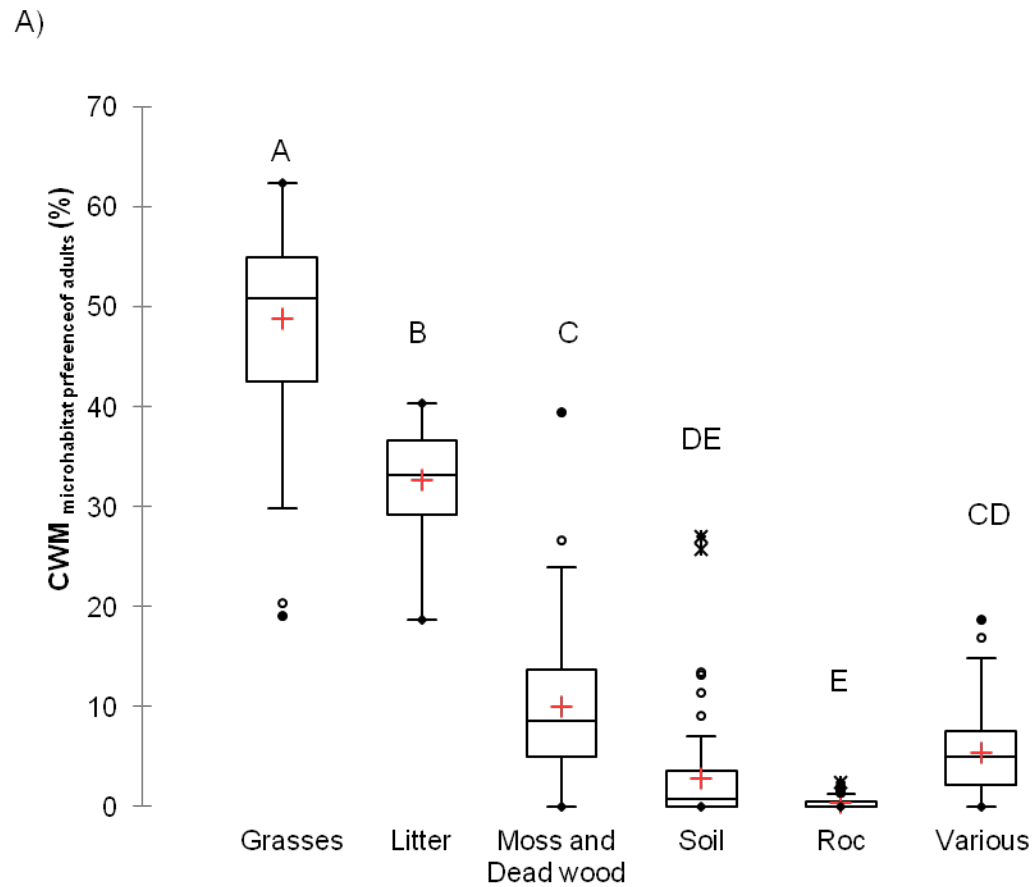 A)
70
60
50
40
30
20
10
0
CWM microhabitat prferenceof adults (%)
A
B
C
DE
E
CD
Grasses
Litter
Moss and
Dead wood
Soil
Roc
Various